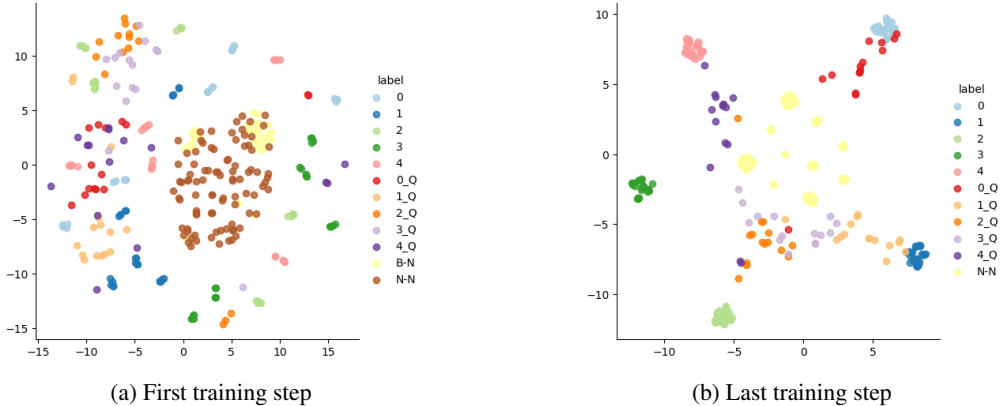 10
5
0
−5
−10
−15
−15
−10
−5
0
5
10
15
label
0
1
2
3
4
0_Q
1_Q
2_Q
3_Q
4_Q
B-N
N-N
(a) First training step
10
5
0
−5
−10
−10
−5
0
5
label
0
1
2
3
4
0_Q
1_Q
2_Q
3_Q
4_Q
N-N
(b) Last training step